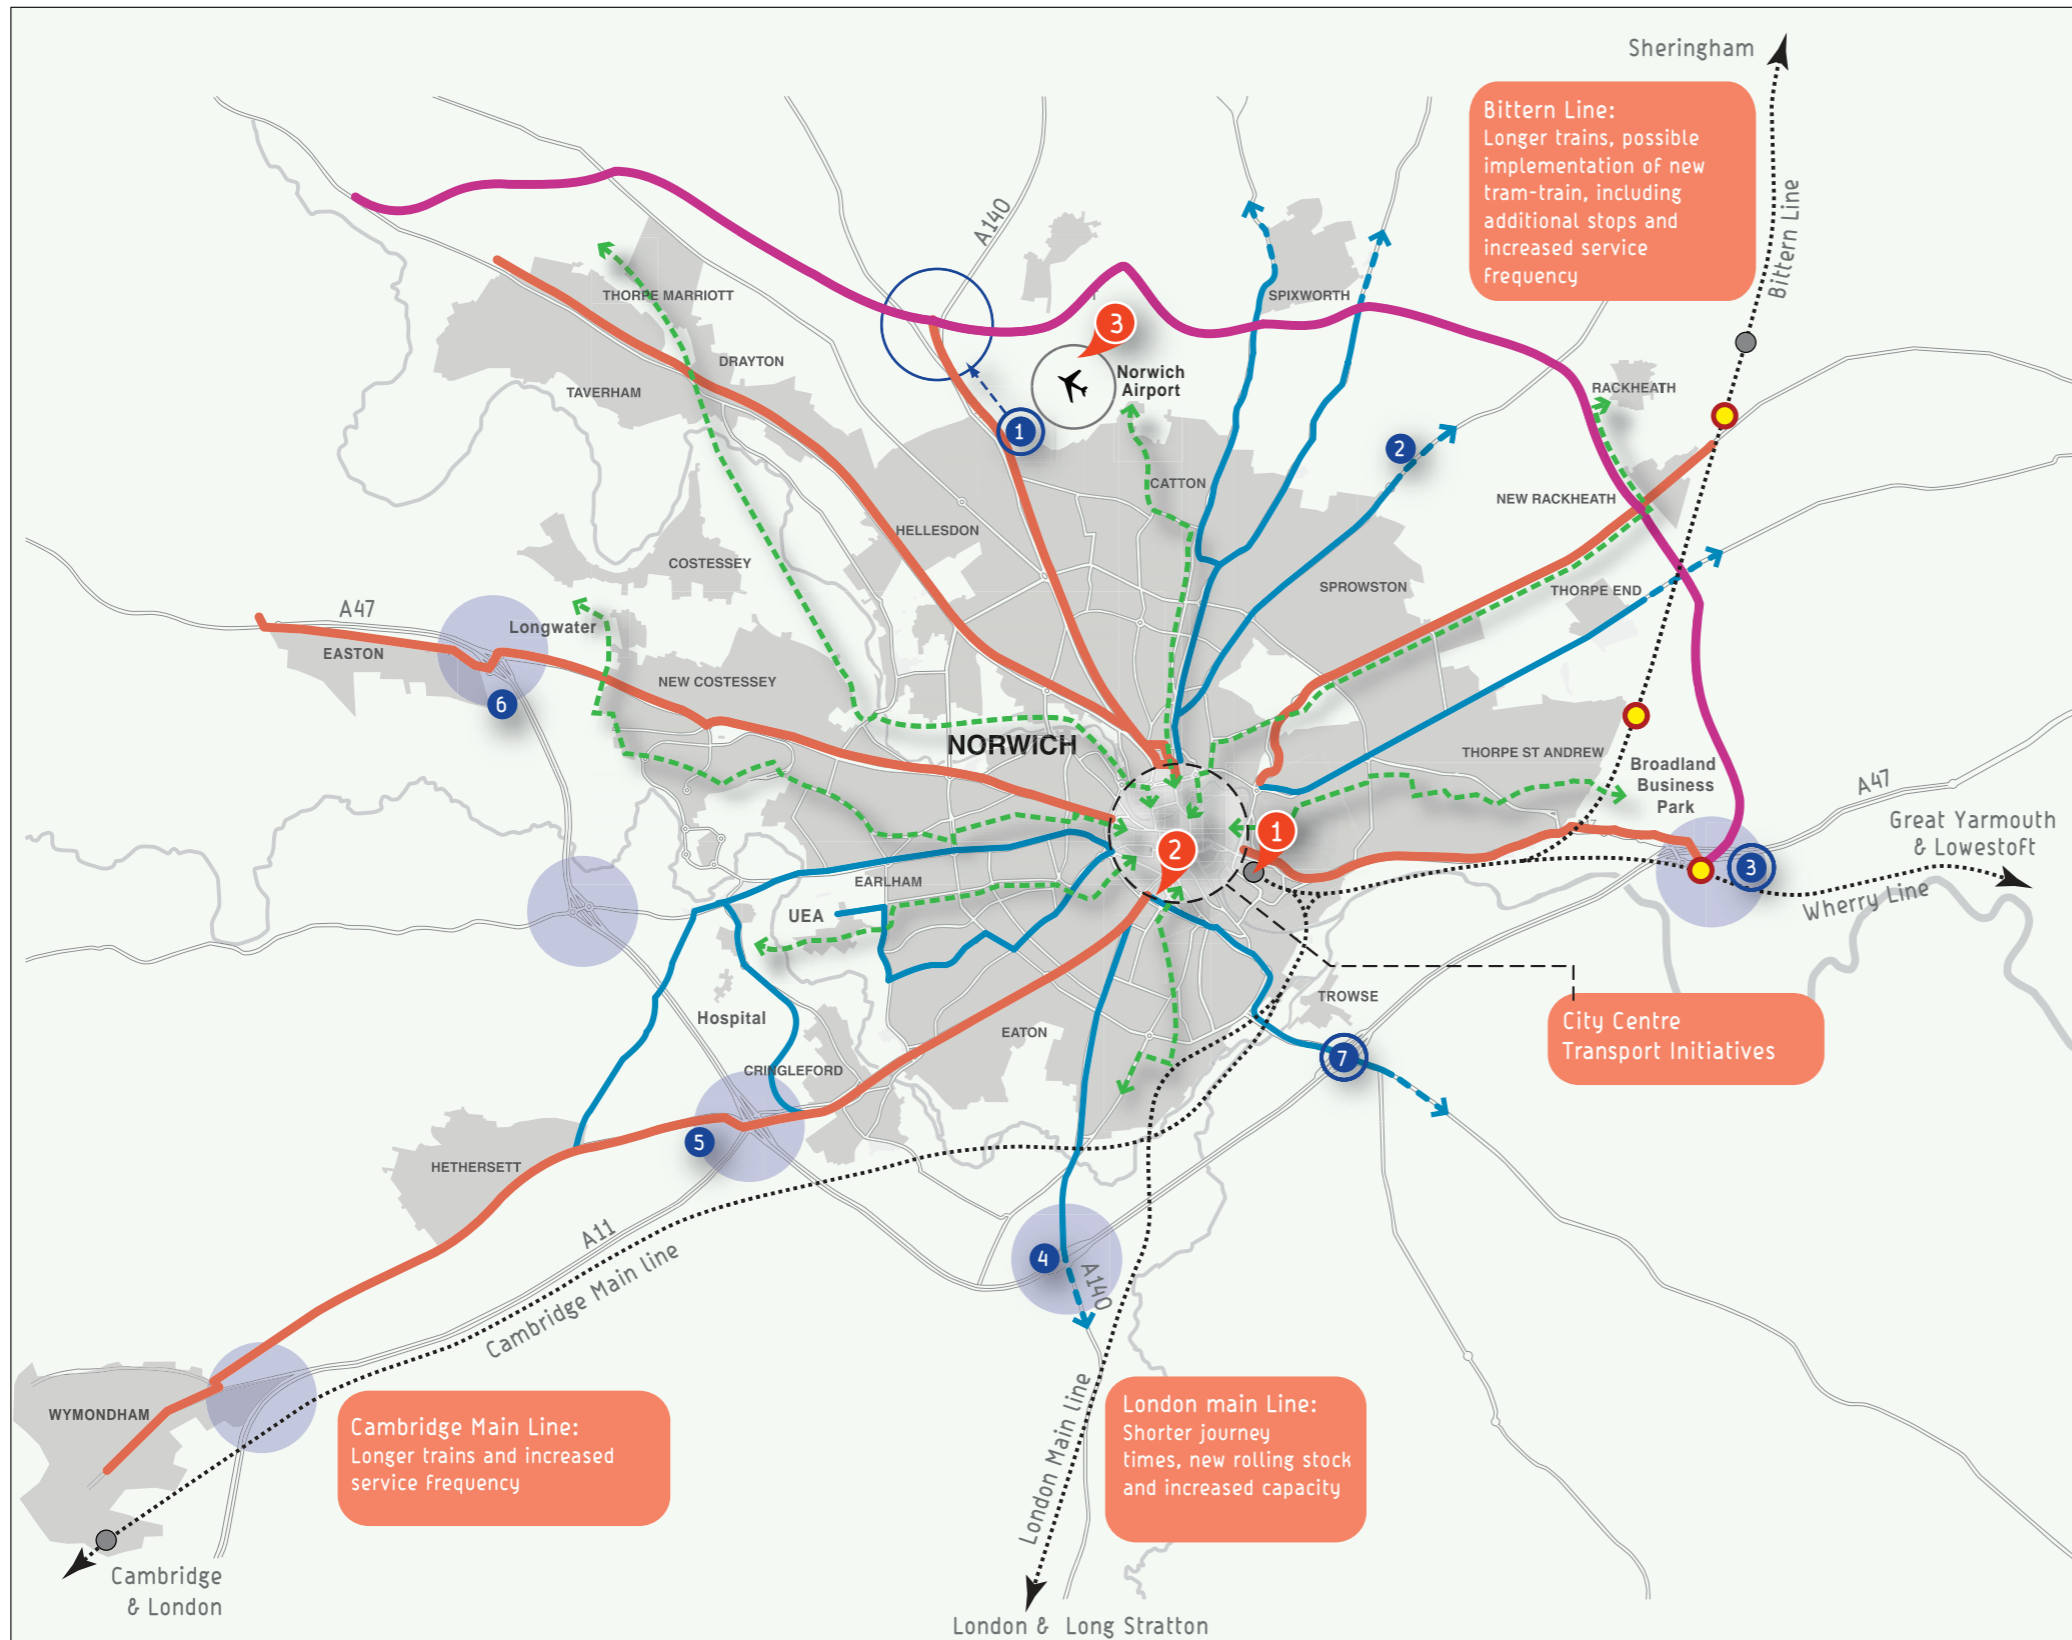 Sheringham
Bittern Line:
Longer trains, possible
implementation of new
tram-train, including
additional stops and
increased service
frequency
Bittern Line
A140
THORPE MARRIOTT
SPIXWORTH
3
DRAYTON
Norwich
Airport
TAVERHAM
RACKHEATH
1
2
CATTON
NEW RACKHEATH
HELLESDON
COSTESSEY
SPROWSTON
THORPE END
A47
Longwater
EASTON
NEW COSTESSEY
6
NORWICH
THORPE ST ANDREW
Broadland
Business
Park
A47
Great Yarmouth
& Lowestoft
1
2
3
EARLHAM
UEA
Wherry Line
TROWSE
Hospital
EATON
City Centre
Transport Initiatives
7
CRINGLEFORD
5
HETHERSETT
A11
Cambridge Main line
4
A140
WYMONDHAM
Cambridge Main Line:
Longer trains and increased
service frequency
London Main line
London main Line:
Shorter journey
times, new rolling stock
and increased capacity
Cambridge
& London
London & Long Stratton